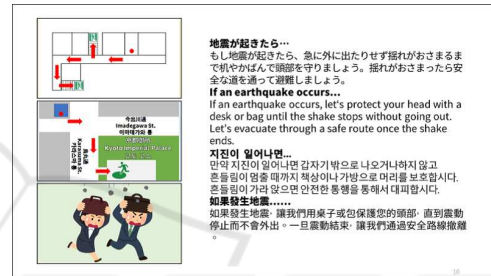 今出川通
Imadegawa St.
이마데가와 통
烏丸通
Karasuma St.
Kyoto Imperial Palace
地震が起きたら…
もし地震が起きたら、急に外に出たりせず揺れがおさまるま
で机やかばんで頭部を守りましょう。揺れがおさまったら安
全な道を通って避難しましょう。
If an earthquake occurs...
If an earthquake occurs, let's protect your head with a
desk or bag until the shake stops without going out.
Let's evacuate through a safe route once the shake
ends.
지진이 일어나면...
만약 지진이 일어나면 갑자기 밖으로 나오거나하지 않고
흔들림이 멈출 때까지 책상이나 가방으로 머리를 보호합시다.
흔들림이 가라 앉으면 안전한 통행을 통해서 대피합시다.
如果發生地震……
如果發生地震，讓我們用桌子或包保護您的頭部，直到震動
停止而不會外出。一旦震動結束，讓我們通過安全路線撤離
。
10